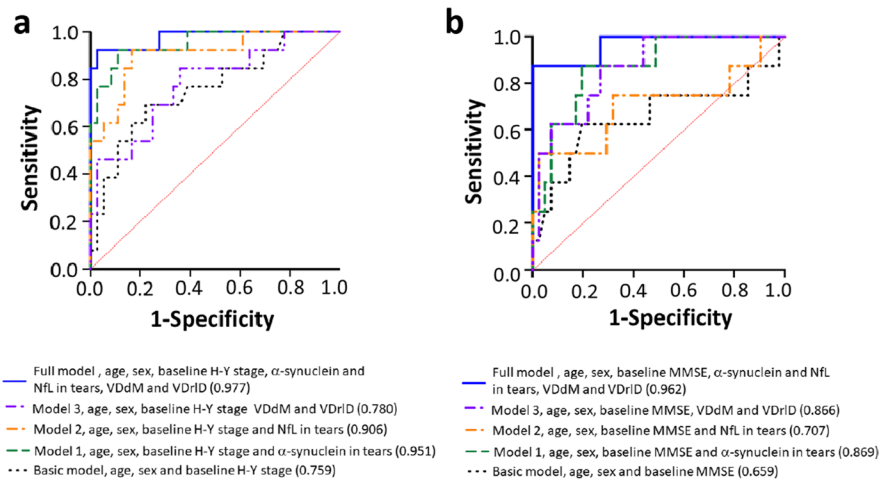 a
1.0
0.8
0.6
0.4
0.2
0.0
Sensitivity
0.0 0.2 0.4 0.6 0.8 1.0
1-Specificity
Full model , age, sex, baseline H-Y stage, α-synuclein and
NfL in tears, VDdM and VDrlD (0.977)
Model 3, age, sex, baseline H-Y stage VDdM and VDrlD (0.780)
Model 2, age, sex, baseline H-Y stage and NfL in tears (0.906)
Model 1, age, sex, baseline H-Y stage and α-synuclein in tears (0.951)
Basic model, age, sex and baseline H-Y stage (0.759)
b
1.0
0.8
0.6
0.4
0.2
0.0
Sensitivity
0.0 0.2 0.4 0.6 0.8 1.0
1-Specificity
Full model , age, sex, baseline MMSE, α-synuclein and NfL
in tears, VDdM and VDrlD (0.962)
Model 3, age, sex, baseline MMSE, VDdM and VDrlD (0.866)
Model 2, age, sex, baseline MMSE and NfL in tears (0.707)
Model 1, age, sex, baseline MMSE and α-synuclein in tears (0.869)
Basic model, age, sex and baseline MMSE (0.659)